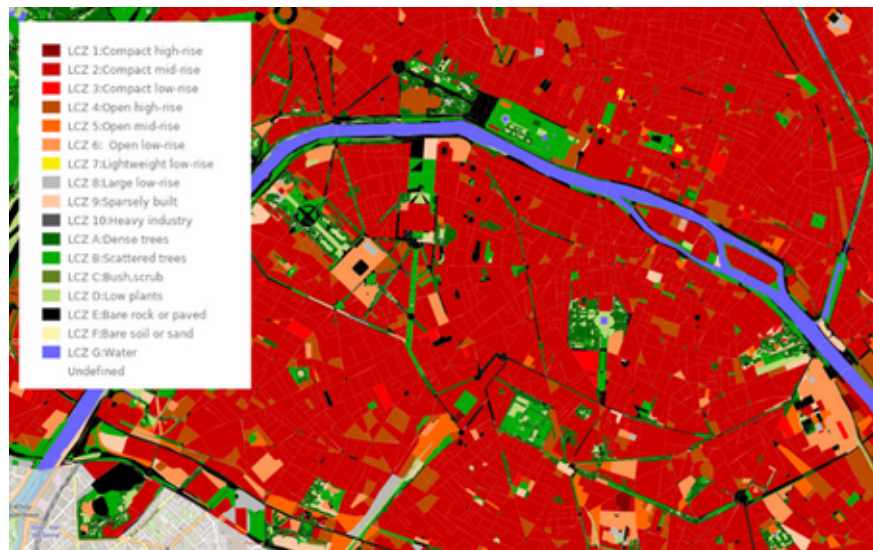 LCZ 1:Compact high-rise
LCZ 2:Compact mid-rise
LCZ 3:Compact low-rise
LCZ 4:Open high-rise
LCZ 5:Open mid-rise
LCZ 6: Open low-rise
LCZ 7:Lightweight low-rise
LCZ 8:Large low-rise
LCZ 9:Sparsely built
LCZ 10:Heavy industry
LCZ A:Dense trees
LCZ B:Scattered trees
LCZ C:Bush,scrub
LCZ D:Low plants
LCZ E:Bare rock or paved
LCZ F:Bare soil or sand
LCZ G:Water
Undefined